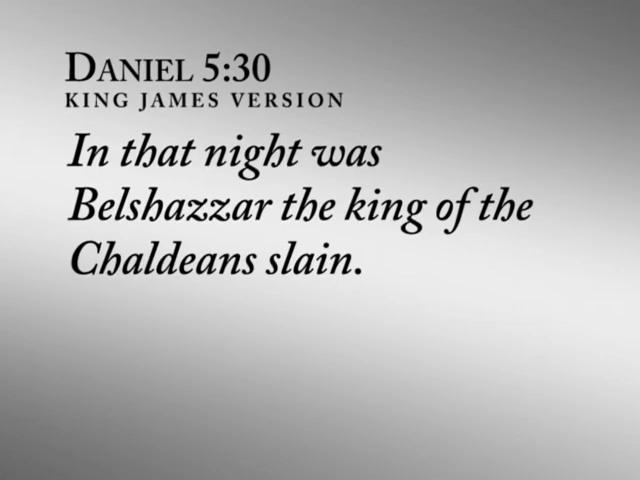 DANIEL 5:30
KING JAMES VERSION
In that night was
Belshazzar the king of the
Chaldeans slain.